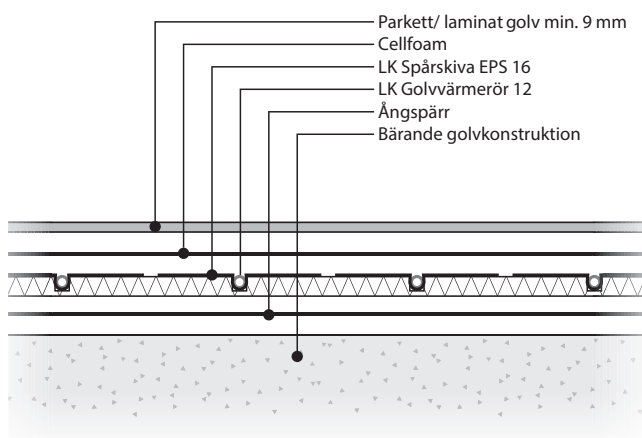 Parkett/ laminat golv min. 9 mm
Cellfoam
LK Spårskiva EPS 16
LK Golvvärmerör 12
Ångspärr
Bärande golvkonstruktion